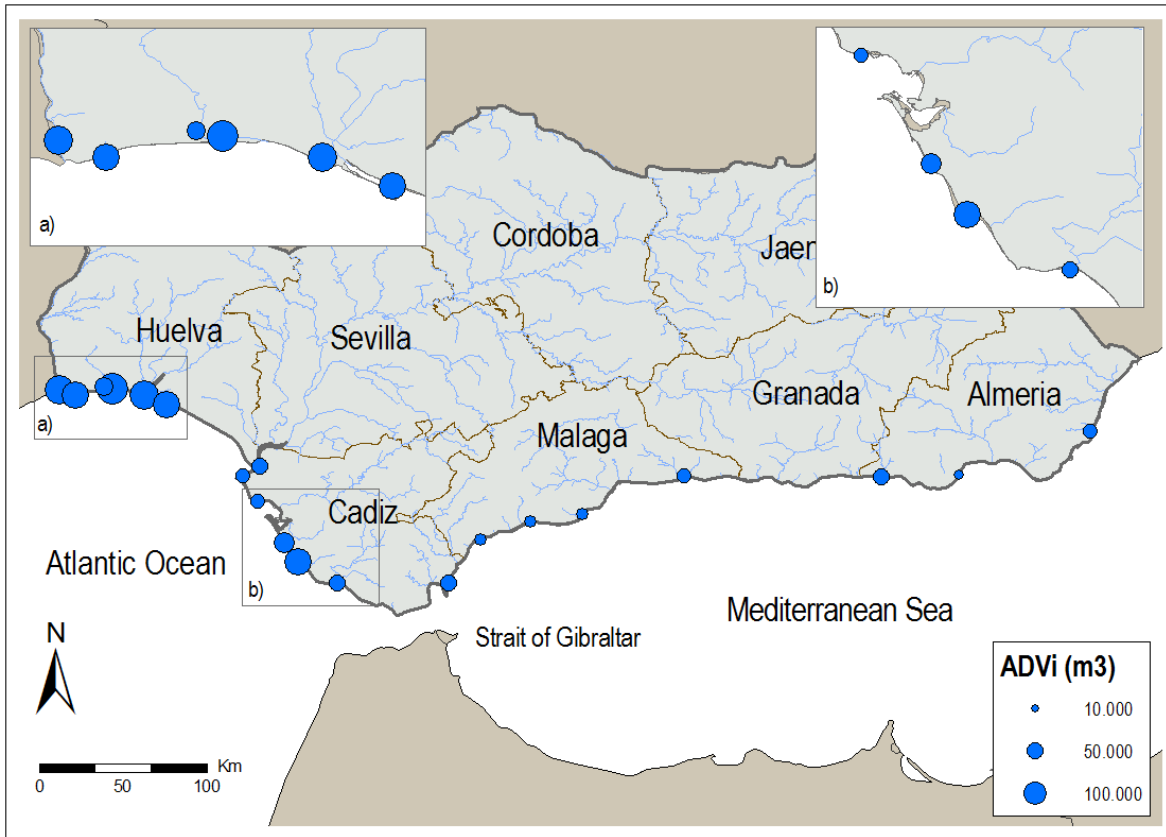 a)
b)
Cordoba
Jaen
Huelva
Sevilla
Granada
Almeria
Malaga
a)
Cadiz
Atlantic Ocean
b)
Mediterranean Sea
Strait of Gibraltar
N
Km
0 50 100
ADVi (m3)
10.000
50.000
100.000